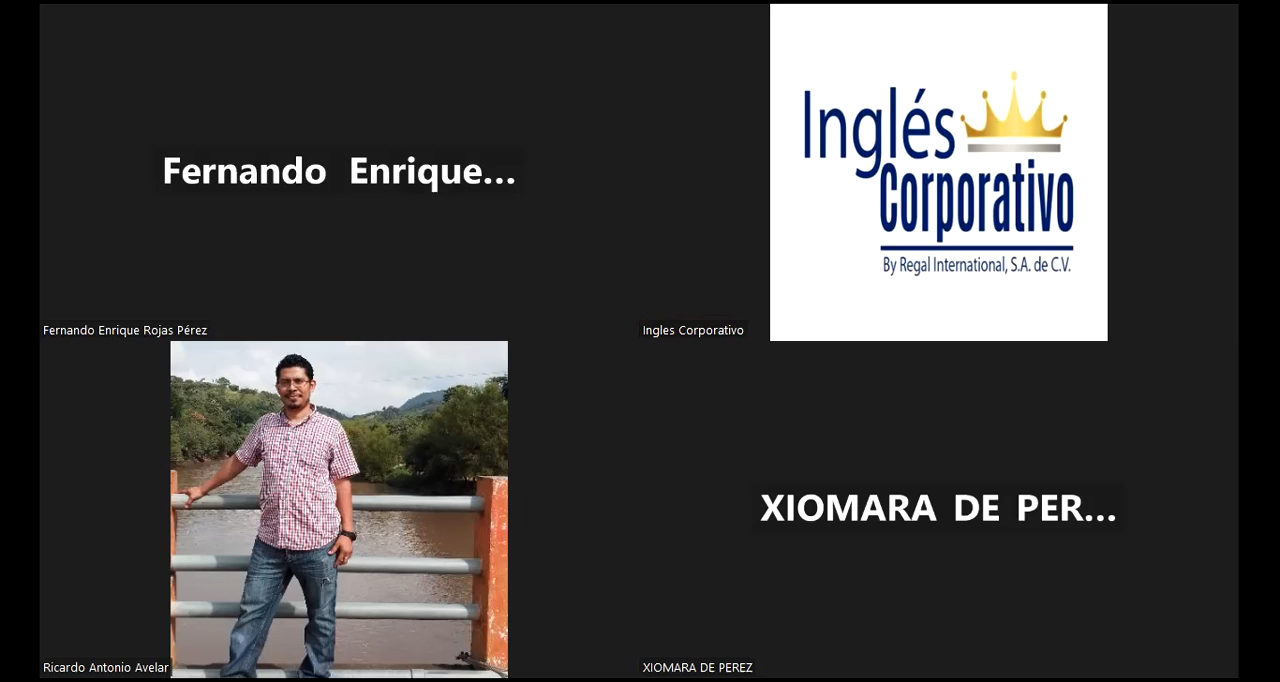 Fernando Enrique...
Fernando Enrique Rojas Pérez
Inglés
Corporativo
By Regal International, S.A. de C.V.
Ingles Corporativo
Ricardo Antonio Avelar
XIOMARA DE PER...
XIOMARA DE PEREZ